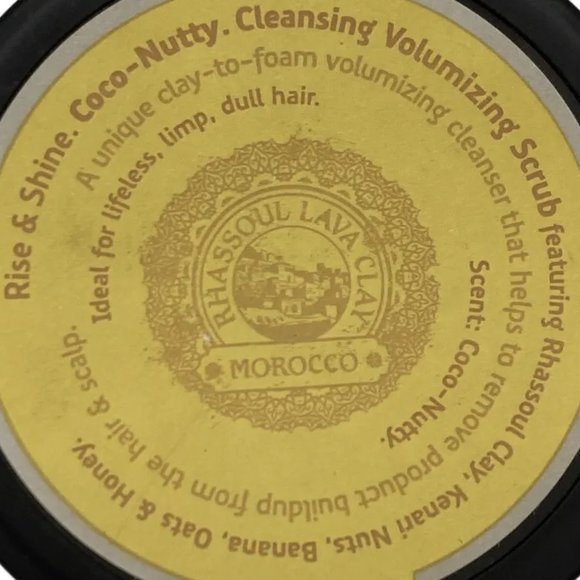 Rise & Shine. Coco-Nutty. Cleansing Volumizing Scrub featuring Rhassoul Clay, Kenari Nuts, Banana, Oats & Honey.
A unique clay-to-foam volumizing cleanser that helps to remove product buildup from the hair & scalp.
Ideal for lifeless, limp, dull hair.
Scent: Coco-Nutty.
RHASSOUL LAVA CLAY
MOROCCO